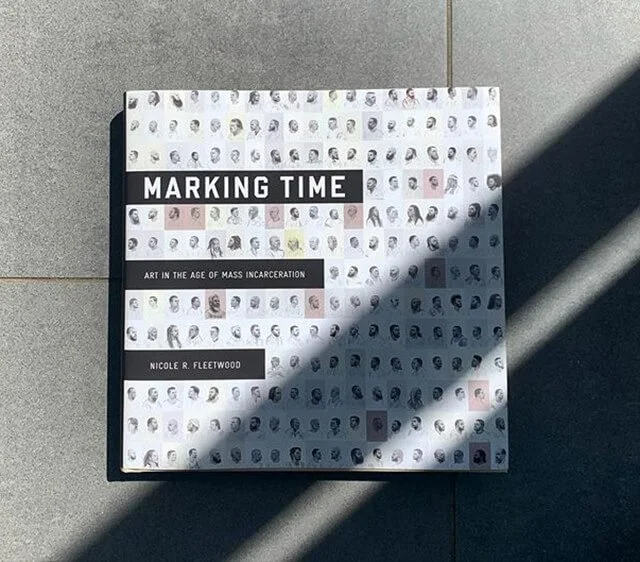 MARKING TIME
ART IN THE AGE OF MASS INCARCERATION
NICOLE R. FLEETWOOD